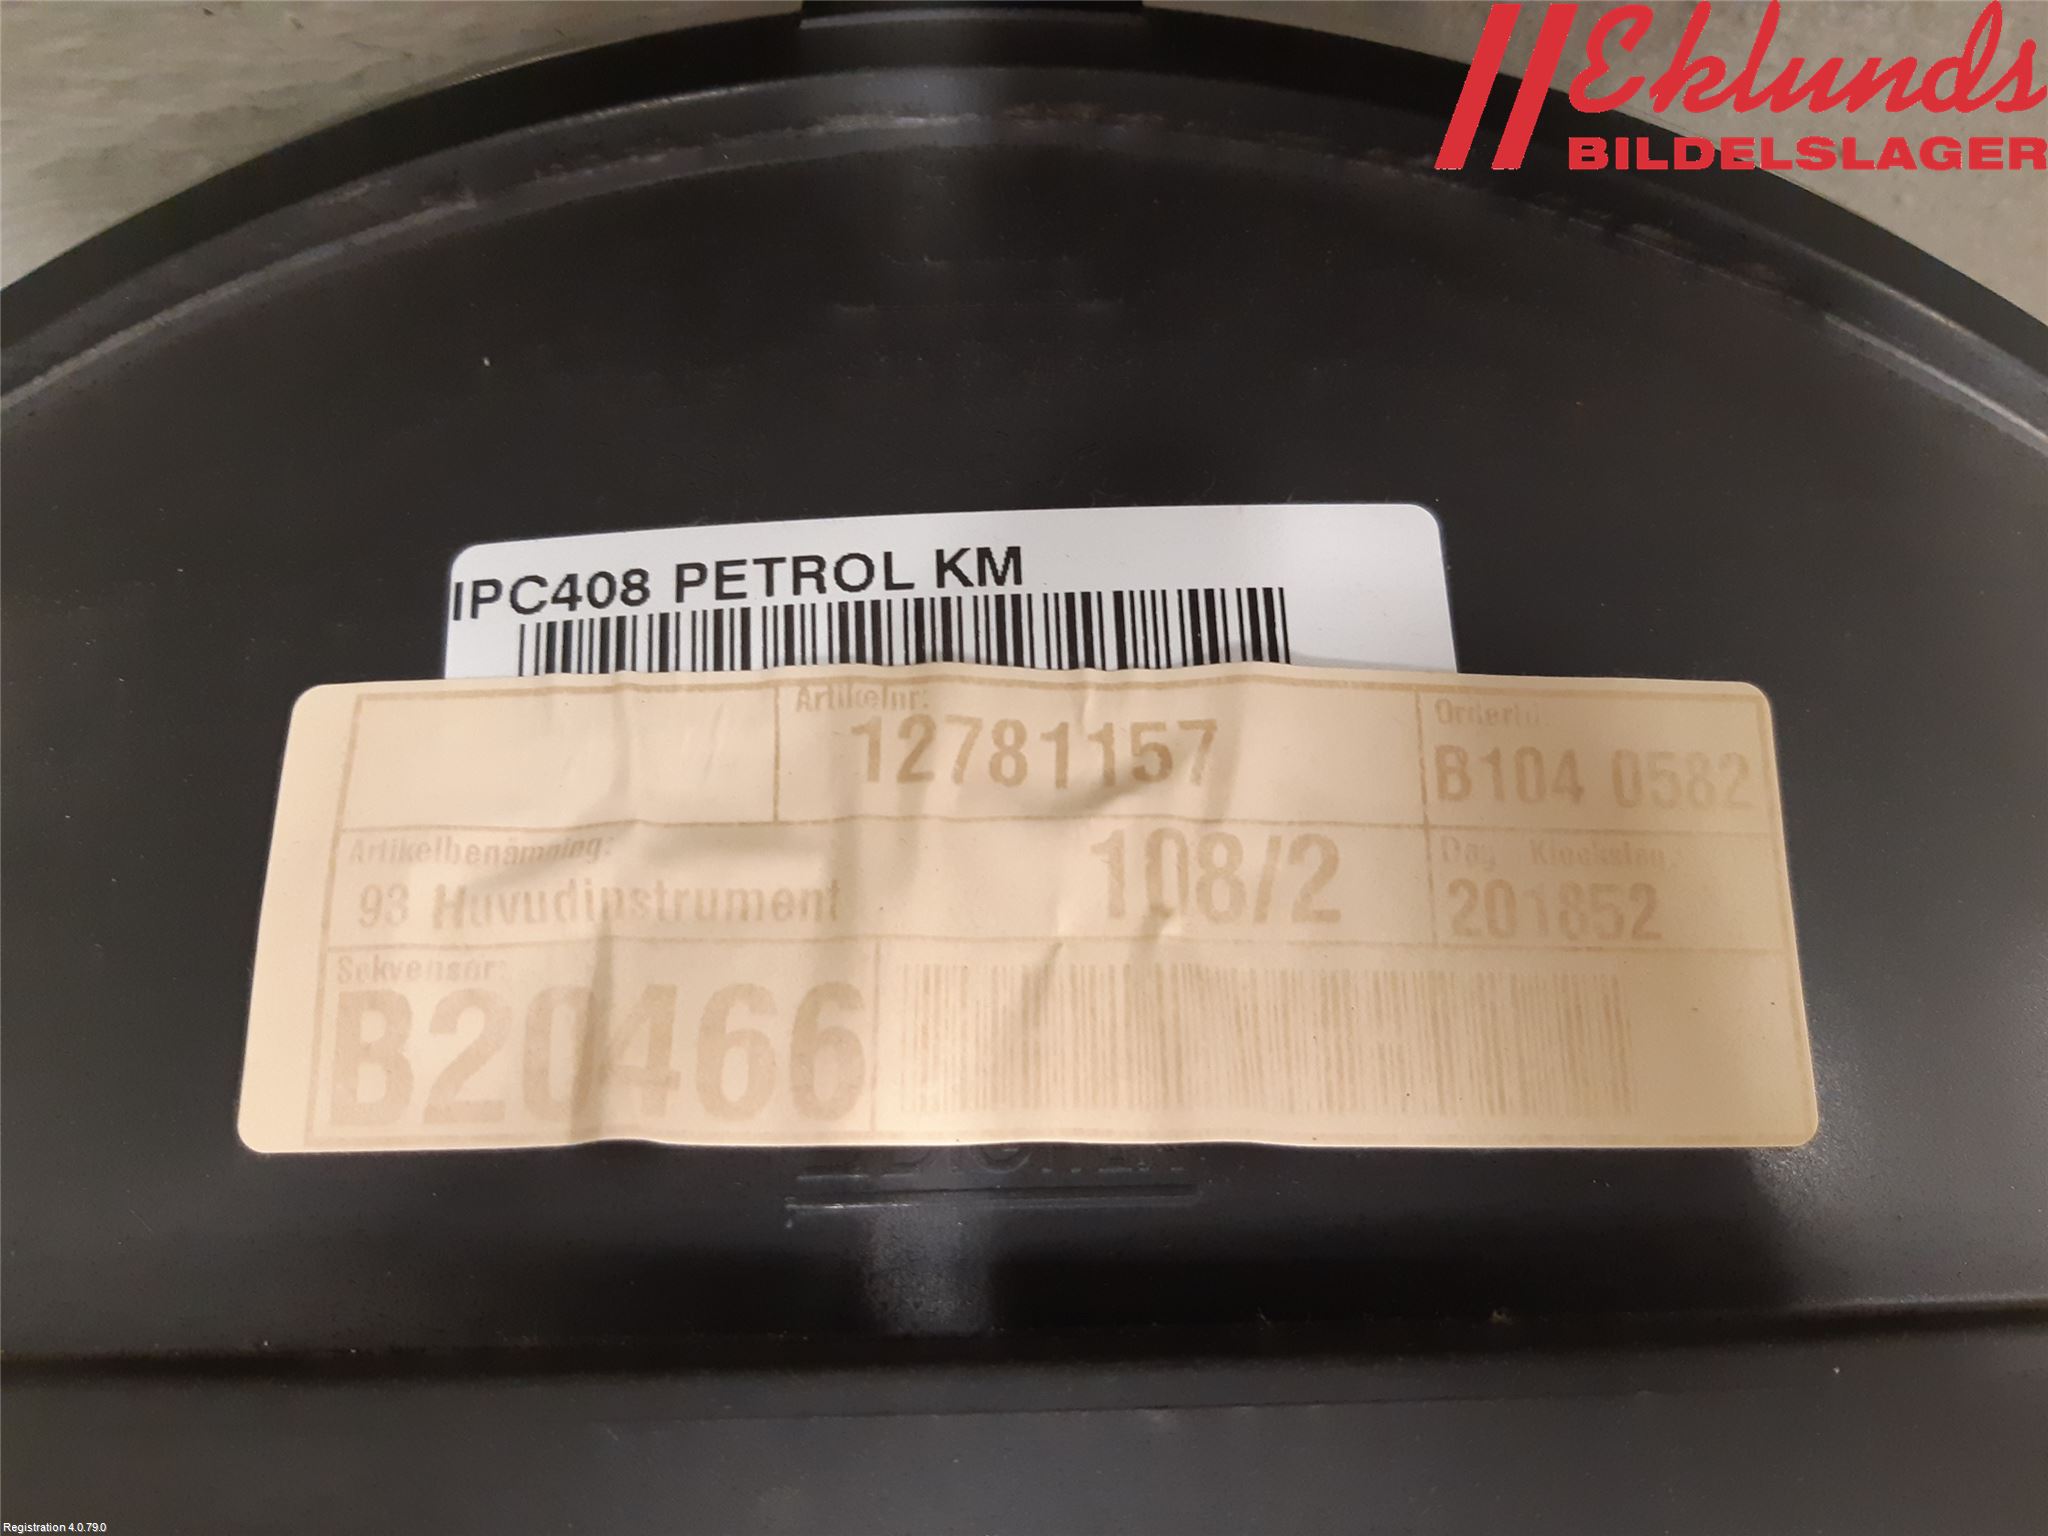 Eklunds
BILDELSLAGER
IPC408 PETROL KM
Artikelnr:
12781157
B104 0582
Artikelbenämning:
93 Huvudinstrument
108/2
Dag
201852
Sekvensnr:
B20466
Registration 4.0.79.0